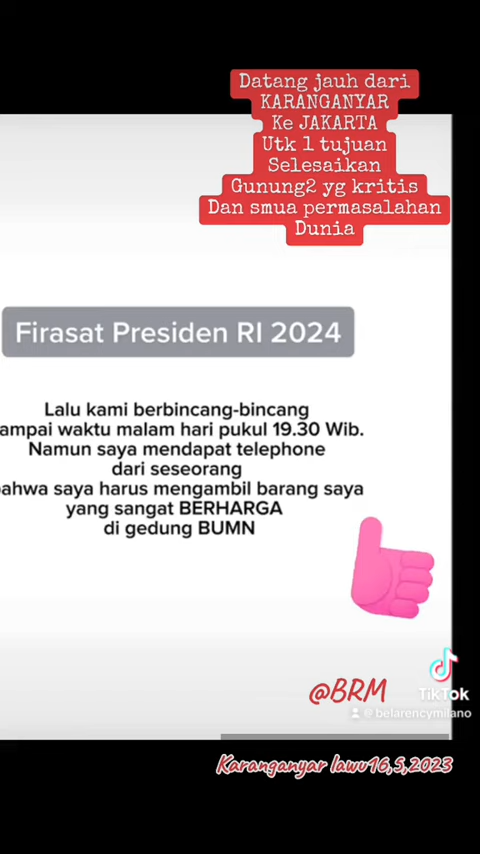 Datang jauh dari
KARANGANYAR
Ke JAKARTA
Utk 1 tujuan
Selesaikan
Gunung2 yg kritis
Dan smua permasalahan
Dunia
Firasat Presiden RI 2024
Lalu kami berbincang-bincang
ampai waktu malam hari pukul 19.30 Wib.
Namun saya mendapat telephone
dari seseorang
ahwa saya harus mengambil barang saya
yang sangat BERHARGA
di gedung BUMN
@BRM
TikTok
@belarencymilano
Karanganyar lawu16,5,2023